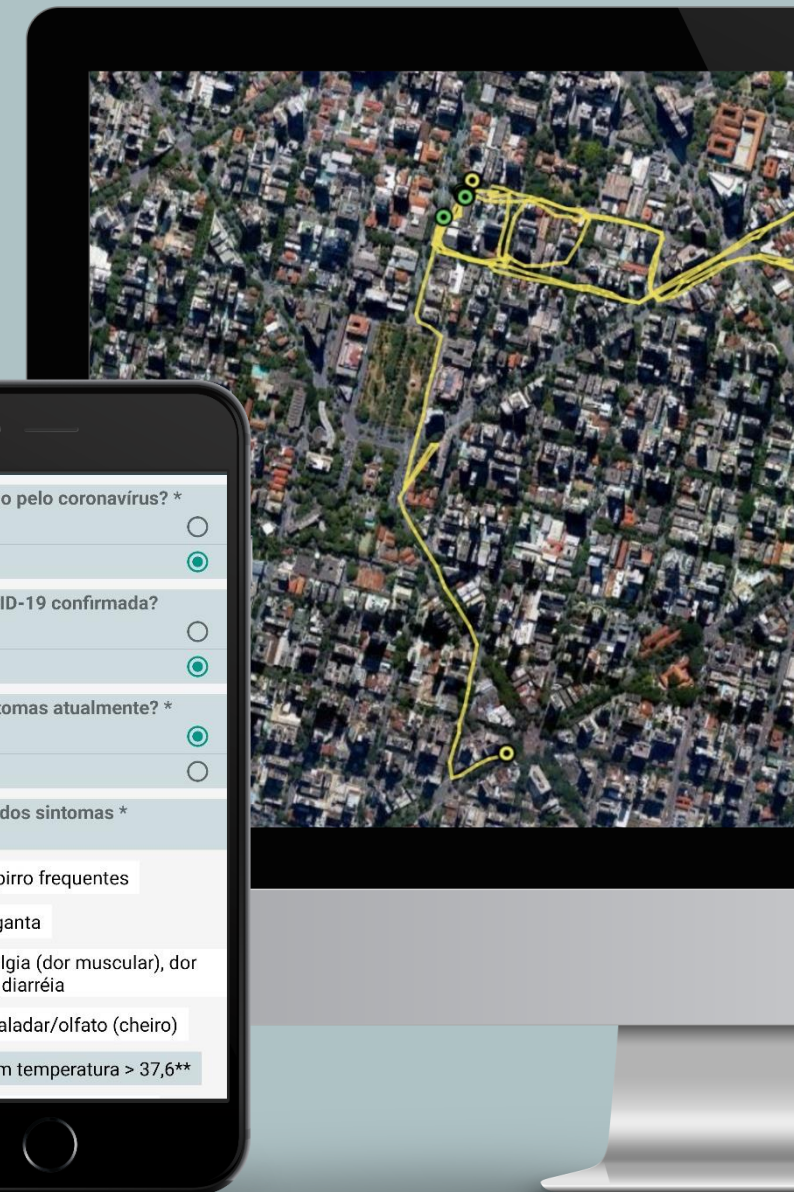 o pelo coronavírus? *
ID-19 confirmada?
tomas atualmente? *
dos sintomas *
pirro frequentes
ganta
lgia (dor muscular), dor
diarréia
aladar/olfato (cheiro)
m temperatura > 37,6**